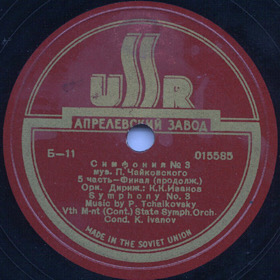 USSR
АПРЕЛЕВСКИЙ ЗАВОД
Б-11 015585
Симфония № 3
муз. П. Чайковского
5 часть-Финал (продолж.)
Орк. Дириж.: К.К.Иванов
Symphony No. 3
Music by P. Tchaikovsky
Vth M-nt (Cont.) State Symph. Orch.
Cond. K. Ivanov
MADE IN THE SOVIET UNION